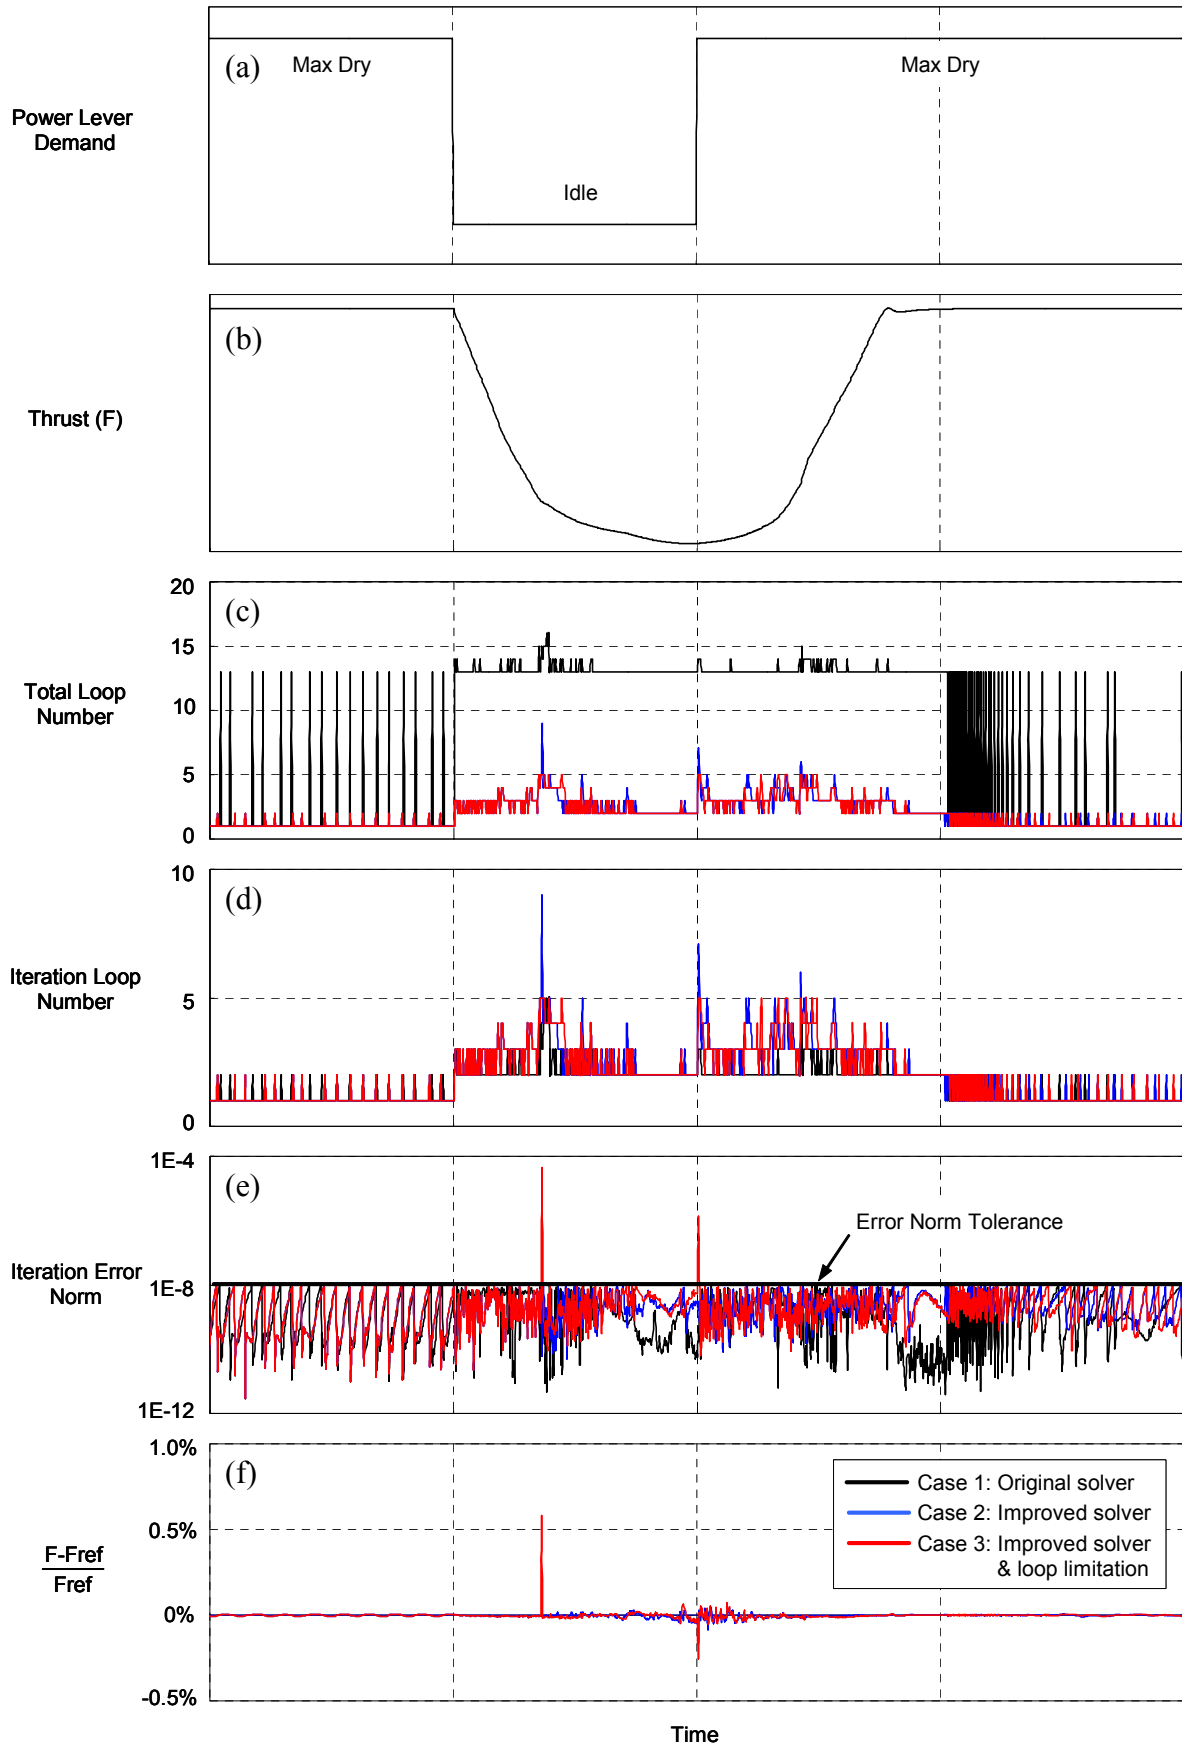 (a)
Max Dry
Max Dry
Power Lever
Demand
Idle
(b)
Thrust (F)
20
(c)
15
Total Loop
Number
10
5
0
10
(d)
Iteration Loop
Number
5
0
1E-4
(e)
Error Norm Tolerance
Iteration Error
Norm
1E-8
1E-12
1.0%
(f)
Case 1: Original solver
Case 2: Improved solver
Case 3: Improved solver
& loop limitation
0.5%
F-Fref
Fref
0%
-0.5%
Time